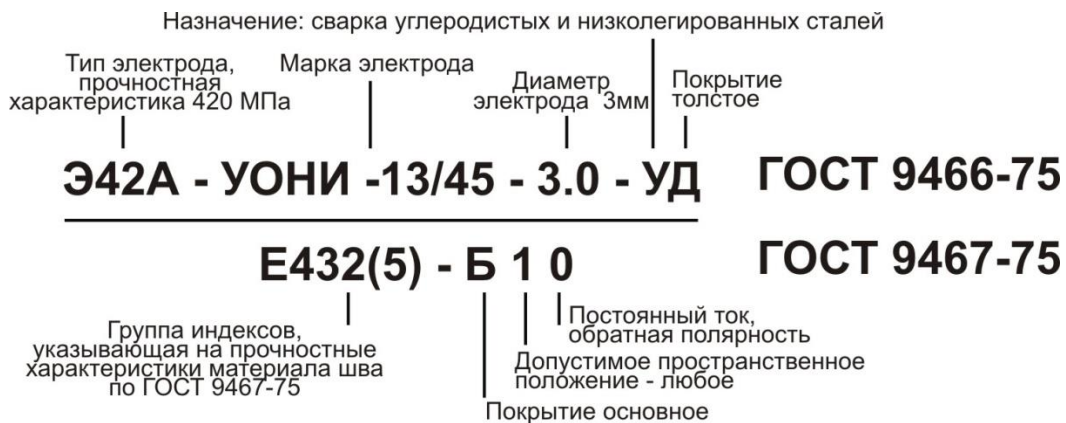 Назначение: сварка углеродистых и низколегированных сталей
Тип электрода,
прочностная
характеристика 420 МПа
Марка электрода
Диаметр
электрода 3мм
Покрытие
толстое
Э42А - УОНИ -13/45 - 3.0 - УД
ГОСТ 9466-75
Е432(5) - Б 1 0
ГОСТ 9467-75
Группа индексов,
указывающая на прочностные
характеристики материала шва
по ГОСТ 9467-75
Постоянный ток,
обратная полярность
Допустимое пространственное
положение - любое
Покрытие основное